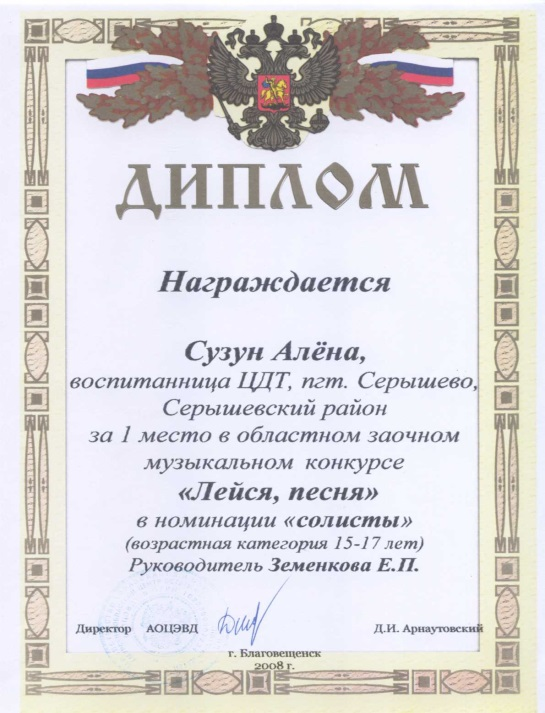 ДИПЛОМ
Награждается
Сузун Алёна,
воспитанница ЦДТ, пгт. Серышево,
Серышевский район
за 1 место в областном заочном
музыкальном конкурсе
«Лейся, песня»
в номинации «солисты»
(возрастная категория 15-17 лет)
Руководитель Земенкова Е.П.
Директор АОЦЭВД Д.И. Арнаутовский
г. Благовещенск
2008 г.